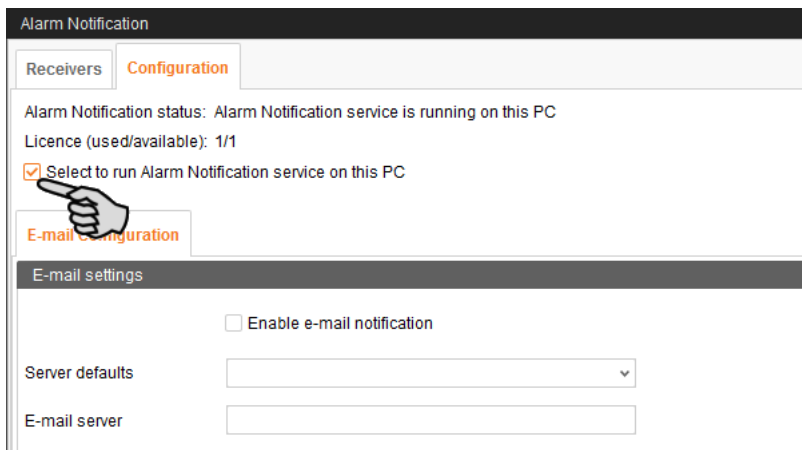 Alarm Notification
Receivers Configuration
Alarm Notification status: Alarm Notification service is running on this PC
Licence (used/available): 1/1
Select to run Alarm Notification service on this PC
E-mail Configuration
E-mail settings
Enable e-mail notification
Server defaults
E-mail server